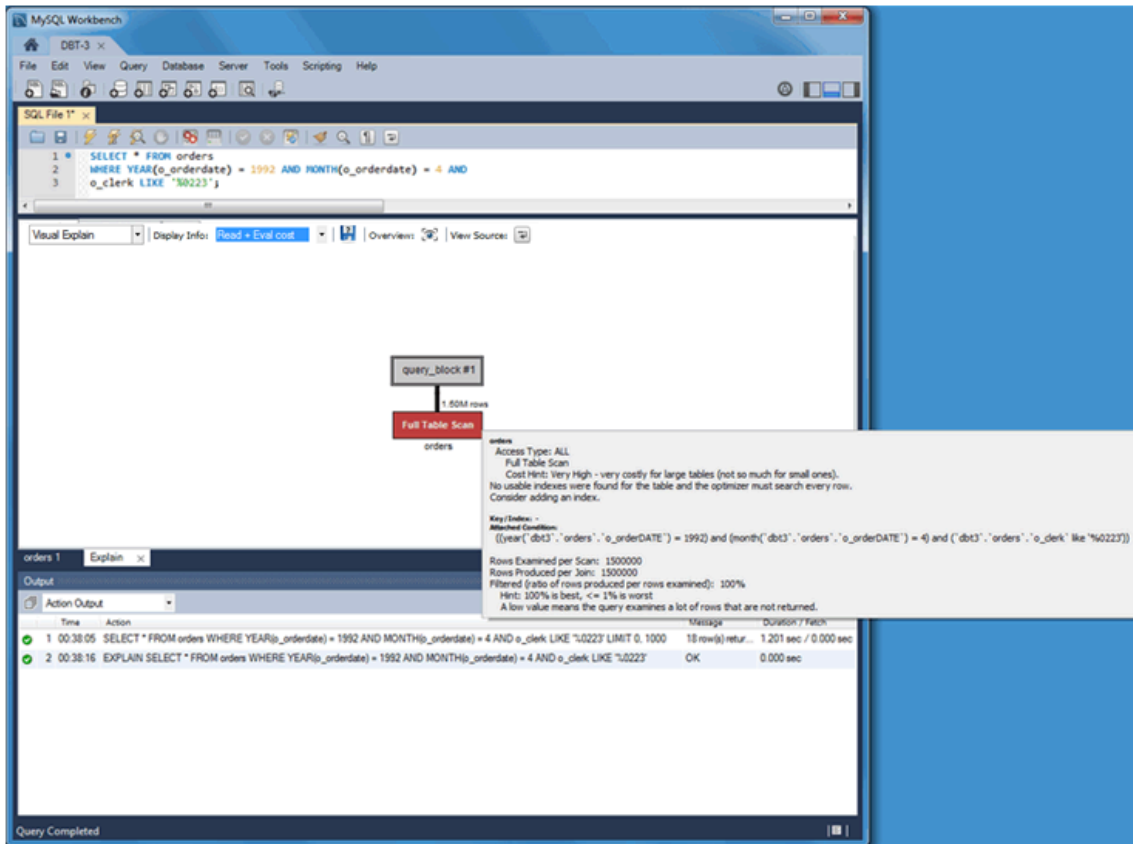 MySQL Workbench
DBT-3
File Edit View Query Database Server Tools Scripting Help
SQL File 1*
1 SELECT * FROM orders
2 WHERE YEAR(o_orderdate) = 1992 AND MONTH(o_orderdate) = 4 AND
3 o_clerk LIKE '%0223';
Visual Explain Display Info: Read + Eval cost Overview: View Source:
query_block #1
1.50M rows
Full Table Scan
orders
orders
Access Type: ALL
Full Table Scan
Cost Hint: Very High - very costly for large tables (not so much for small ones).
No usable indexes were found for the table and the optimizer must search every row.
Consider adding an index.
Key/Index: -
Attached Condition:
((year(`dbt3`.`orders`.`o_orderDATE`) = 1992) and (month(`dbt3`.`orders`.`o_orderDATE`) = 4) and (`dbt3`.`orders`.`o_clerk` like '%0223'))
Rows Examined per Scan: 1500000
Rows Produced per Join: 1500000
Filtered (ratio of rows produced per rows examined): 100%
Hint: 100% is best, <= 1% is worst
A low value means the query examines a lot of rows that are not returned.
orders 1 Explain
Output
Action Output
Time Action Message Duration / Fetch
1 00:38:05 SELECT * FROM orders WHERE YEAR(o_orderdate) = 1992 AND MONTH(o_orderdate) = 4 AND o_clerk LIKE '%0223' LIMIT 0, 1000 18 row(s) retur... 1.201 sec / 0.000 sec
2 00:38:16 EXPLAIN SELECT * FROM orders WHERE YEAR(o_orderdate) = 1992 AND MONTH(o_orderdate) = 4 AND o_clerk LIKE '%0223' OK 0.000 sec
Query Completed